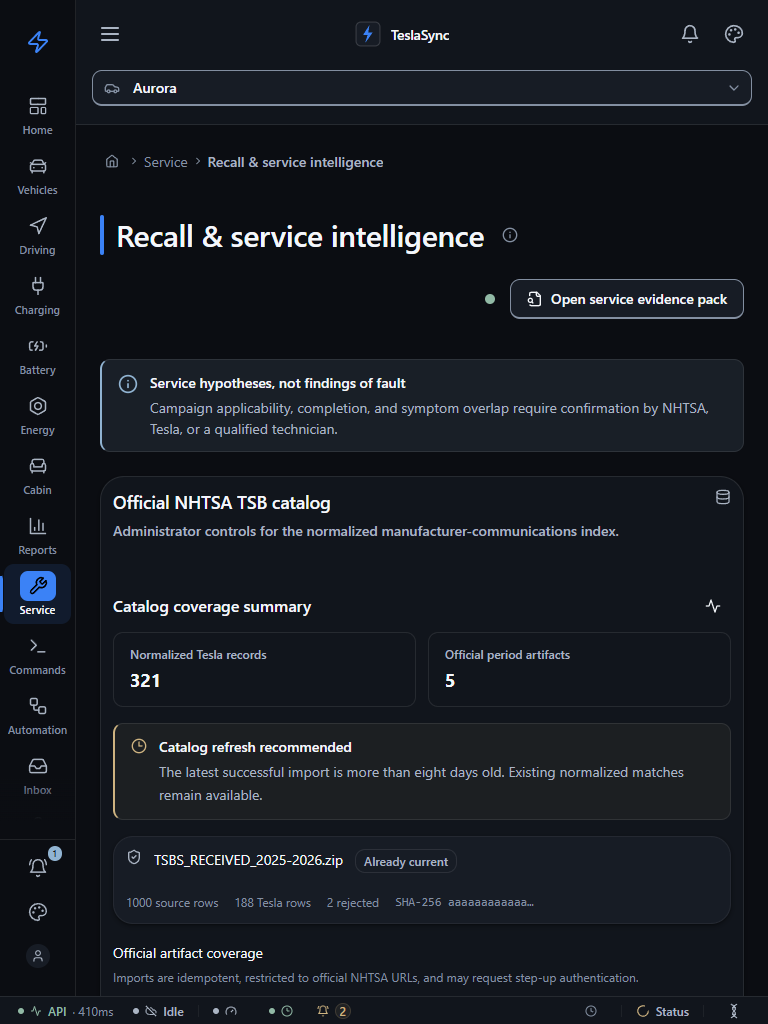 TeslaSync
Aurora
Home
Vehicles
Driving
Charging
Battery
Energy
Cabin
Reports
Service
Commands
Automation
Inbox
1
Service
Recall & service intelligence
Recall & service intelligence
Open service evidence pack
Service hypotheses, not findings of fault
Campaign applicability, completion, and symptom overlap require confirmation by NHTSA,
Tesla, or a qualified technician.
Official NHTSA TSB catalog
Administrator controls for the normalized manufacturer-communications index.
Catalog coverage summary
Normalized Tesla records
321
Official period artifacts
5
Catalog refresh recommended
The latest successful import is more than eight days old. Existing normalized matches
remain available.
TSBS_RECEIVED_2025-2026.zip
Already current
1000 source rows 188 Tesla rows 2 rejected SHA-256 aaaaaaaaaaaa…
Official artifact coverage
Imports are idempotent, restricted to official NHTSA URLs, and may request step-up authentication.
API · 410ms Idle 2 Status